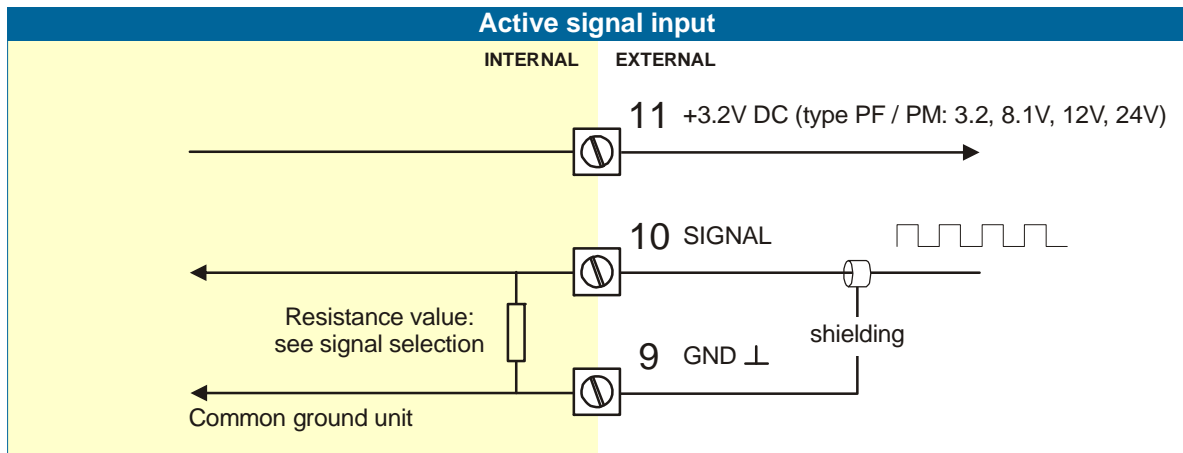 Active signal input
INTERNAL EXTERNAL
11 +3.2V DC (type PF / PM: 3.2, 8.1V, 12V, 24V)
10 SIGNAL
Resistance value:
see signal selection
shielding
9 GND ⊥
Common ground unit